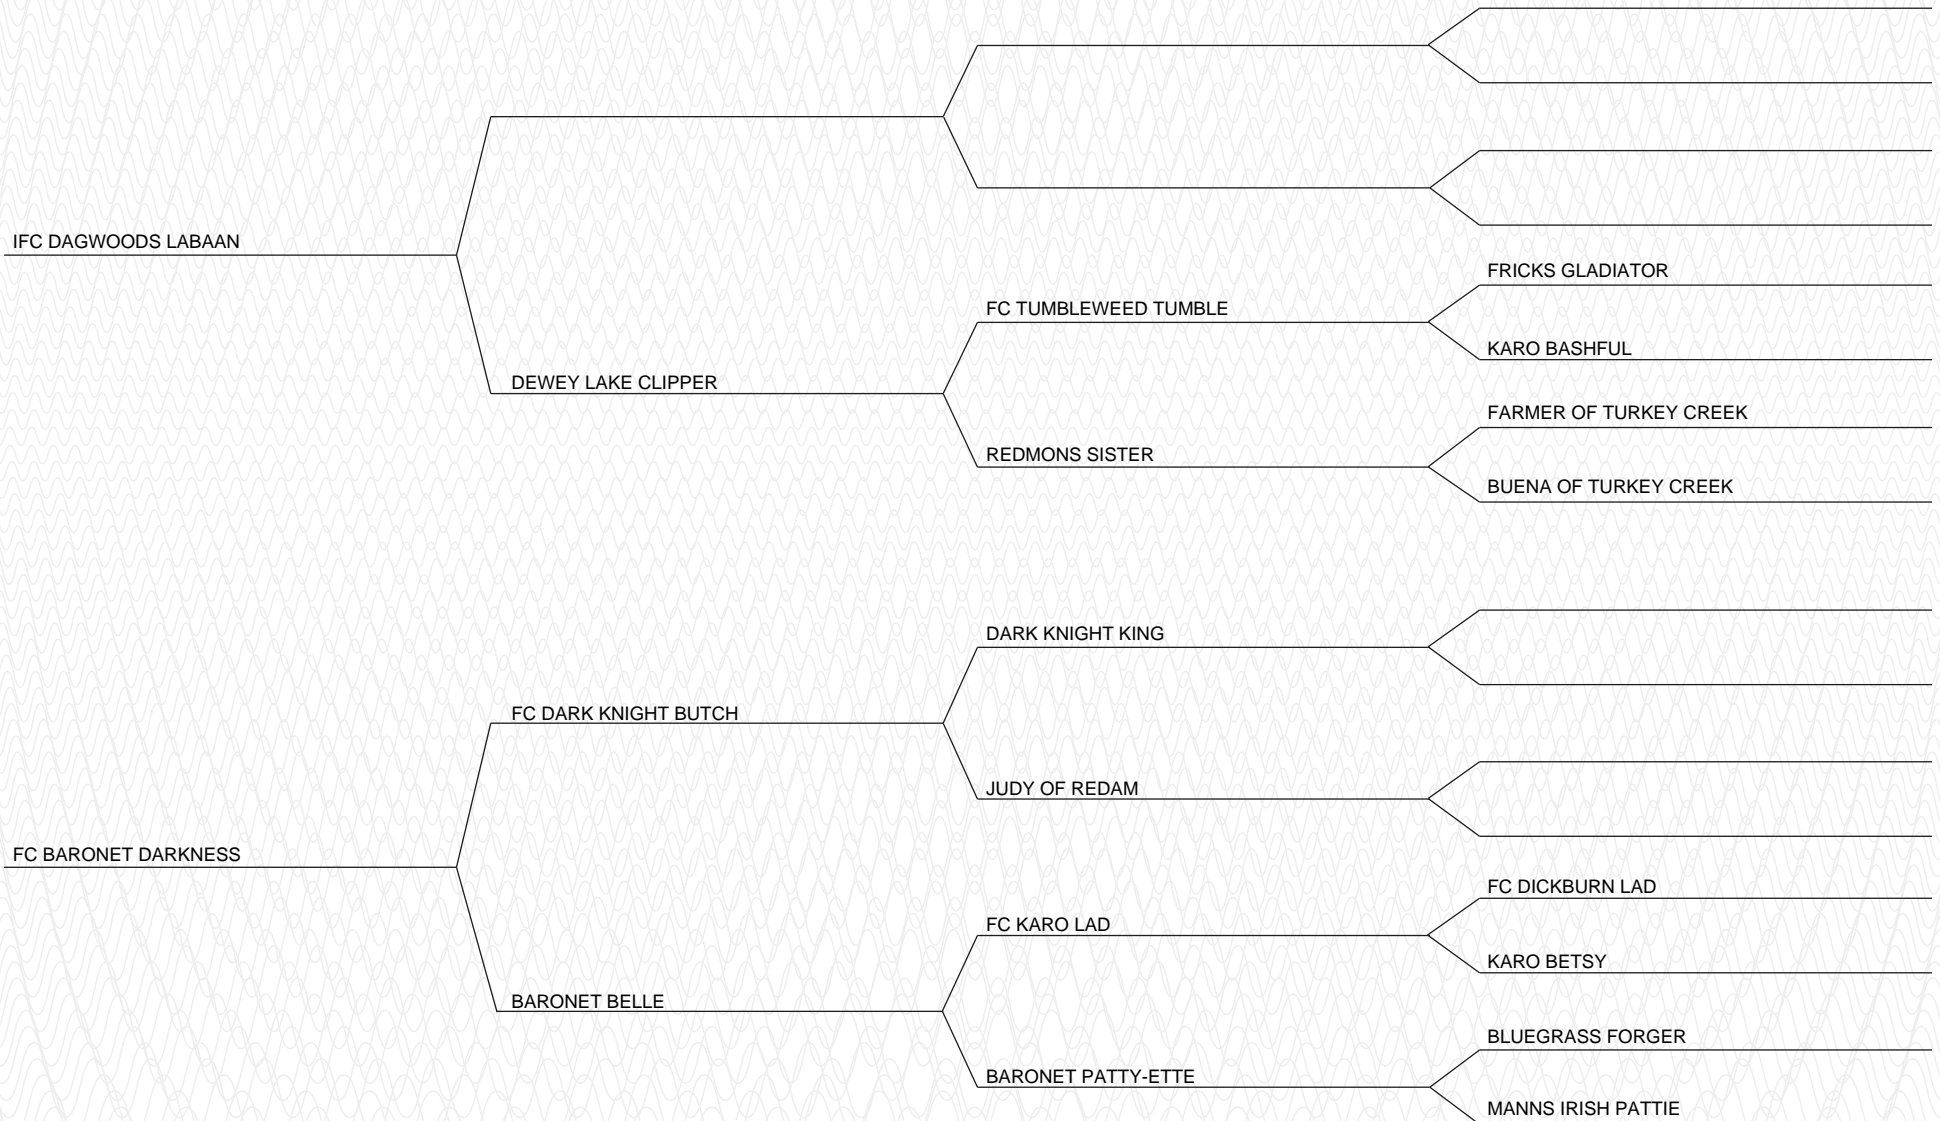 IFC DAGWOODS LABAAN
DEWEY LAKE CLIPPER
FC TUMBLEWEED TUMBLE
FRICKS GLADIATOR
KARO BASHFUL
REDMONS SISTER
FARMER OF TURKEY CREEK
BUENA OF TURKEY CREEK
FC BARONET DARKNESS
FC DARK KNIGHT BUTCH
DARK KNIGHT KING
JUDY OF REDAM
BARONET BELLE
FC KARO LAD
FC DICKBURN LAD
KARO BETSY
BARONET PATTY-ETTE
BLUEGRASS FORGER
MANNS IRISH PATTIE